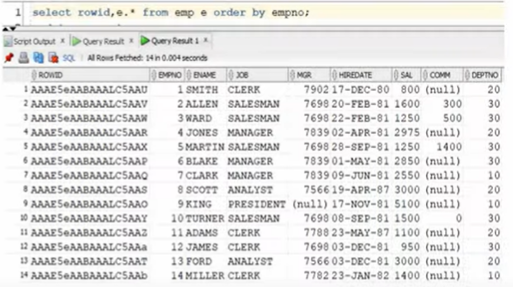 1 select rowid,e.* from emp e order by empno;
Script Output x Query Result x Query Result 1 x
SQL | All Rows Fetched: 14 in 0.004 seconds
ROWID EMPNO ENAME JOB MGR HIREDATE SAL COMM DEPTNO
1 AAAE5eAABAAALC5AAU 1 SMITH CLERK 7902 17-DEC-80 800 (null) 20
2 AAAE5eAABAAALC5AAV 2 ALLEN SALESMAN 7698 20-FEB-81 1600 300 30
3 AAAE5eAABAAALC5AAW 3 WARD SALESMAN 7698 22-FEB-81 1250 500 30
4 AAAE5eAABAAALC5AAR 4 JONES MANAGER 7839 02-APR-81 2975 (null) 20
5 AAAE5eAABAAALC5AAX 5 MARTIN SALESMAN 7698 28-SEP-81 1250 1400 30
6 AAAE5eAABAAALC5AAP 6 BLAKE MANAGER 7839 01-MAY-81 2850 (null) 30
7 AAAE5eAABAAALC5AAQ 7 CLARK MANAGER 7839 09-JUN-81 2550 (null) 10
8 AAAE5eAABAAALC5AAS 8 SCOTT ANALYST 7566 19-APR-87 3000 (null) 20
9 AAAE5eAABAAALC5AAO 9 KING PRESIDENT (null) 17-NOV-81 5100 (null) 10
10 AAAE5eAABAAALC5AAY 10 TURNER SALESMAN 7698 08-SEP-81 1500 0 30
11 AAAE5eAABAAALC5AAZ 11 ADAMS CLERK 7788 23-MAY-87 1100 (null) 20
12 AAAE5eAABAAALC5AAa 12 JAMES CLERK 7698 03-DEC-81 950 (null) 30
13 AAAE5eAABAAALC5AAT 13 FORD ANALYST 7566 03-DEC-81 3000 (null) 20
14 AAAE5eAABAAALC5AAb 14 MILLER CLERK 7782 23-JAN-82 1400 (null) 10